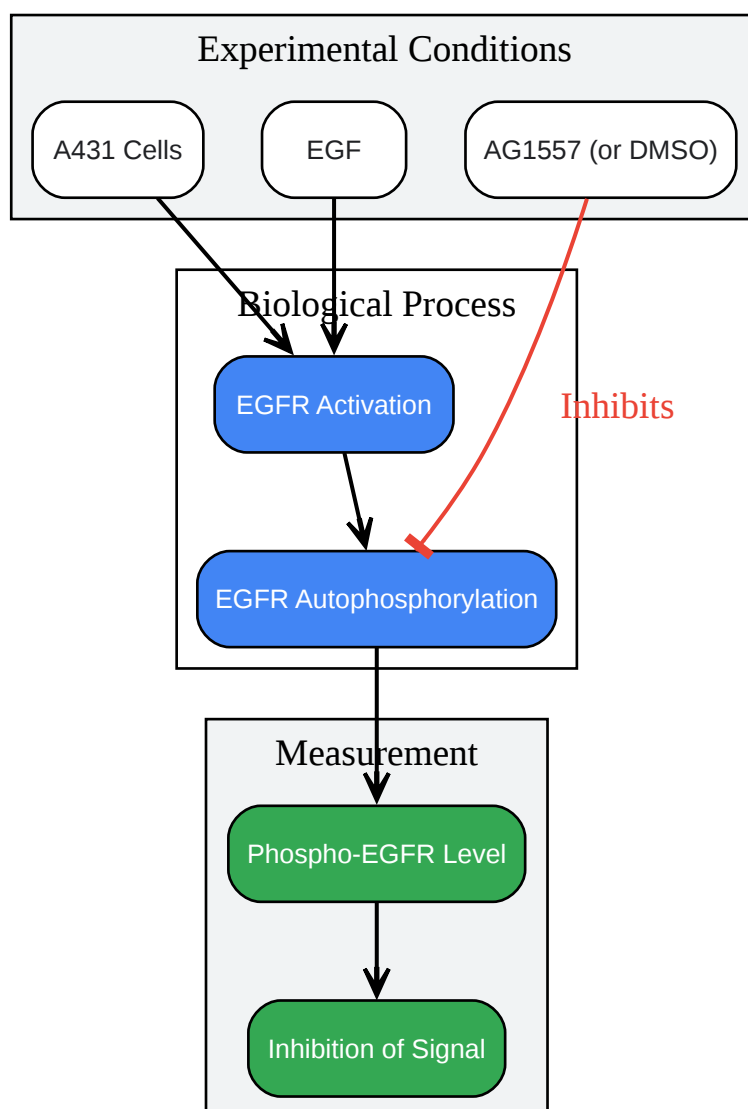 Experimental Conditions
A431 Cells
EGF
AG1557 (or DMSO)
Biological Process
EGFR Activation
Inhibits
EGFR Autophosphorylation
Measurement
Phospho-EGFR Level
Inhibition of Signal